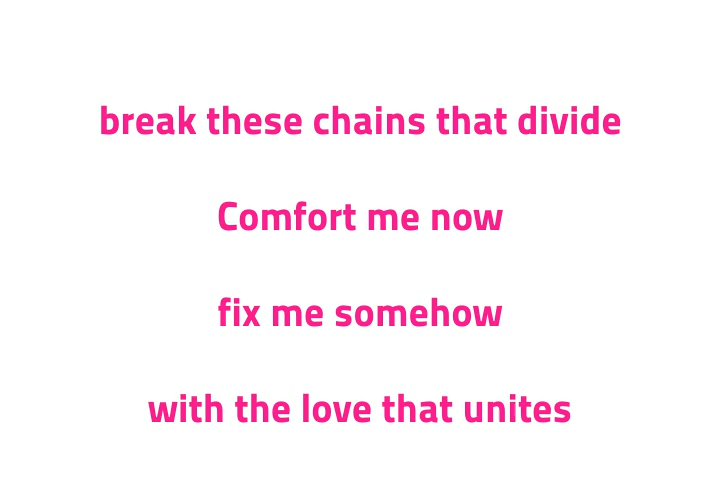 break these chains that divide
Comfort me now
fix me somehow
with the love that unites